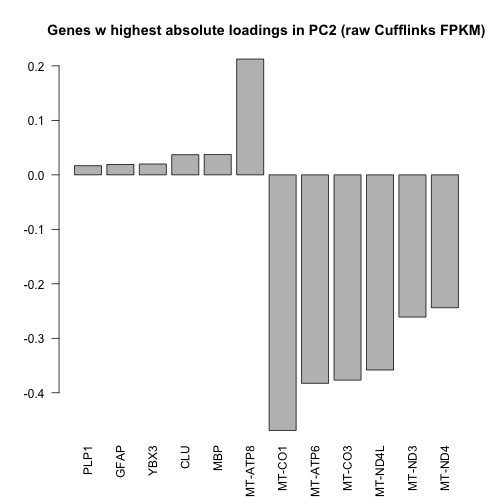 Genes w highest absolute loadings in PC2 (raw Cufflinks FPKM)
0.2
0.1
0.0
-0.1
-0.2
-0.3
-0.4
PLP1
GFAP
YBX3
CLU
MBP
MT-ATP8
MT-CO1
MT-ATP6
MT-CO3
MT-ND4L
MT-ND3
MT-ND4